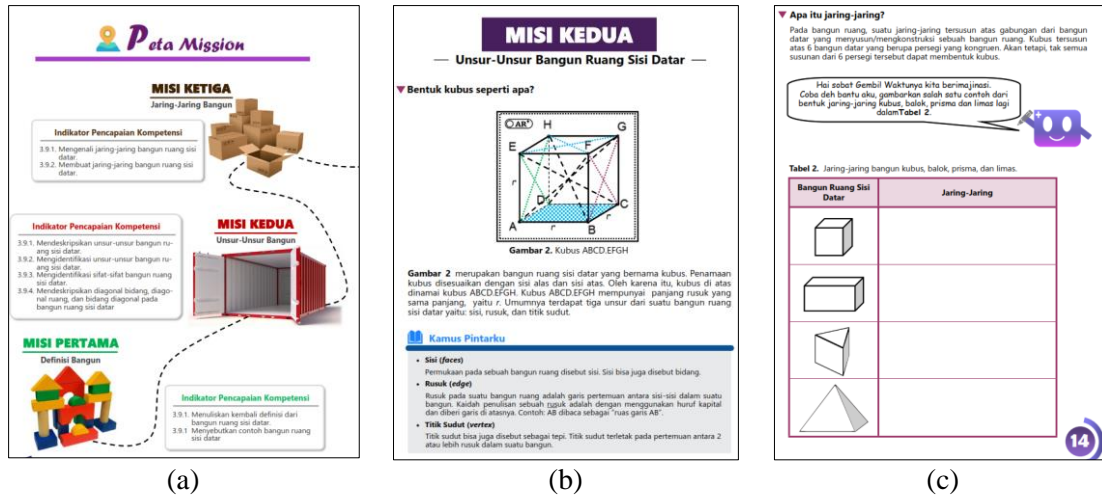 Peta Mission
MISI KETIGA
Jaring-Jaring Bangun
Indikator Pencapaian Kompetensi
3.9.1. Mengenali jaring-jaring bangun ruang sisi
datar.
3.9.2. Membuat jaring-jaring bangun ruang sisi
datar.
Indikator Pencapaian Kompetensi
3.9.1. Mendeskripsikan unsur-unsur bangun ru-
ang sisi datar.
3.9.2. Mengidentifikasi unsur-unsur bangun ru-
ang sisi datar.
3.9.3. Mengidentifikasi sifat-sifat bangun ruang
sisi datar.
3.9.4. Mendeskripsikan diagonal bidang, diago-
nal ruang, dan bidang diagonal pada
bangun ruang sisi datar
MISI KEDUA
Unsur-Unsur Bangun
MISI PERTAMA
Definisi Bangun
Indikator Pencapaian Kompetensi
3.9.1. Menuliskan kembali definisi dari
bangun ruang sisi datar.
3.9.1 Menyebutkan contoh bangun ruang
sisi datar
(a)
MISI KEDUA
Unsur-Unsur Bangun Ruang Sisi Datar
Bentuk kubus seperti apa?
AR
H G
E F
r
D C
A r B r
Gambar 2. Kubus ABCD.EFGH
Gambar 2 merupakan bangun ruang sisi datar yang bernama kubus. Penamaan
kubus disesuaikan dengan sisi alas dan sisi atas. Oleh karena itu, kubus di atas
dinamai kubus ABCD.EFGH. Kubus ABCD.EFGH mempunyai panjang rusuk yang
sama panjang, yaitu r. Umumnya terdapat tiga unsur dari suatu bangun ruang
sisi datar yaitu: sisi, rusuk, dan titik sudut.
Kamus Pintarku
• Sisi (faces)
Permukaan pada sebuah bangun ruang disebut sisi. Sisi bisa juga disebut bidang.
• Rusuk (edge)
Rusuk pada suatu bangun ruang adalah garis pertemuan antara sisi-sisi dalam suatu
bangun. Kaidah penulisan sebuah rusuk adalah dengan menggunakan huruf kapital
dan diberi garis di atasnya. Contoh: AB dibaca sebagai "ruas garis AB".
• Titik Sudut (vertex)
Titik sudut bisa juga disebut sebagai tepi. Titik sudut terletak pada pertemuan antara 2
atau lebih rusuk dalam suatu bangun.
(b)
Apa itu jaring-jaring?
Pada bangun ruang, suatu jaring-jaring tersusun atas gabungan dari bangun
datar yang menyusun/mengkonstruksi sebuah bangun ruang. Kubus tersusun
atas 6 bangun datar yang berupa persegi yang kongruen. Akan tetapi, tak semua
susunan dari 6 persegi tersebut dapat membentuk kubus.
Hai sobat Gembil Waktunya kita berimajinasi.
Coba deh bantu aku, gambarkan salah satu contoh dari
bentuk jaring-jaring kubus, balok, prisma dan limas lagi
dalamTabel 2.
Tabel 2. Jaring-jaring bangun kubus, balok, prisma, dan limas.
Bangun Ruang Sisi
Datar
Jaring-Jaring
14
(c)